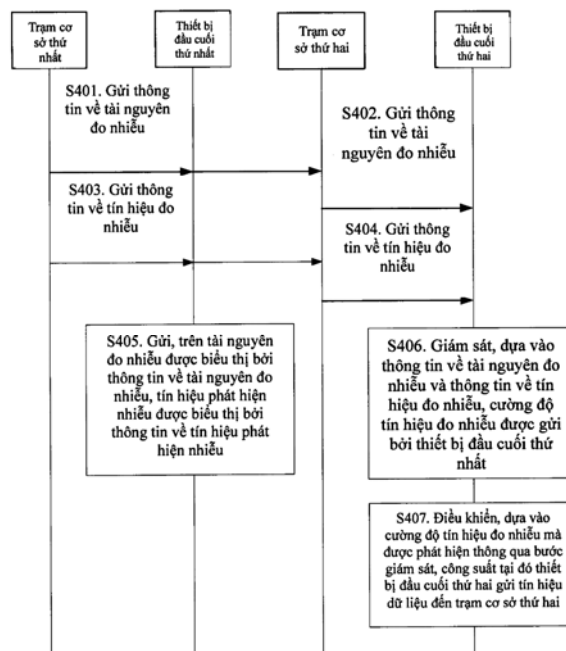 Trạm cơ
sở thứ
nhất
Thiết bị
đầu cuối
thứ nhất
Trạm cơ
sở thứ hai
Thiết bị
đầu cuối
thứ hai
S401. Gửi thông
tin về tài nguyên
đo nhiễu
S402. Gửi thông
tin về tài
nguyên đo nhiễu
S403. Gửi thông
tin về tín hiệu đo
nhiễu
S404. Gửi thông
tin về tín hiệu đo
nhiễu
S405. Gửi, trên tài nguyên
đo nhiễu được biểu thị bởi
thông tin về tài nguyên đo
nhiễu, tín hiệu phát hiện
nhiễu được biểu thị bởi
thông tin về tín hiệu phát
hiện nhiễu
S406. Giám sát, dựa vào
thông tin về tài nguyên đo
nhiễu và thông tin về tín
hiệu đo nhiễu, cường độ
tín hiệu đo nhiễu được gửi
bởi thiết bị đầu cuối thứ
nhất
S407. Điều khiển, dựa vào
cường độ tín hiệu đo nhiễu mà
được phát hiện thông qua bước
giám sát, công suất tại đó thiết
bị đầu cuối thứ hai gửi tín hiệu
dữ liệu đến trạm cơ sở thứ hai